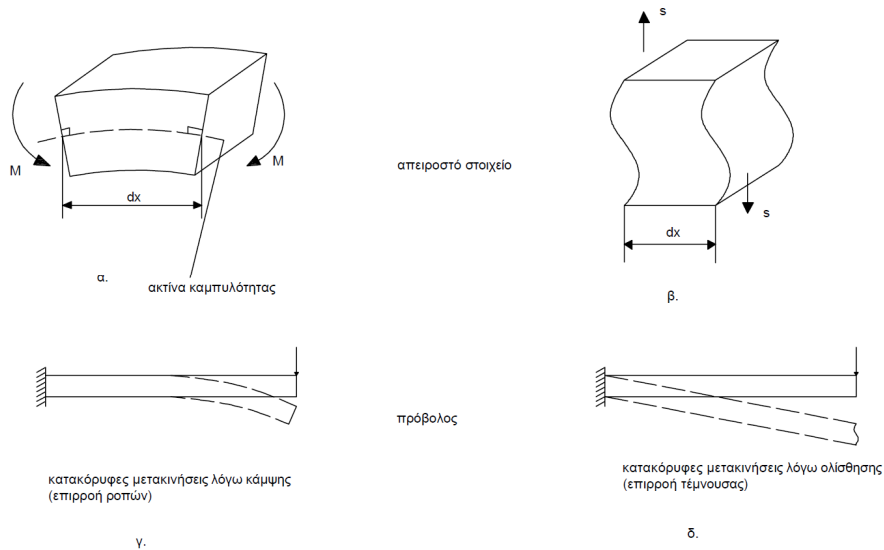 s
M
M
dx
απειροστό στοιχείο
s
dx
α.
ακτίνα καμπυλότητας
β.
πρόβολος
κατακόρυφες μετακινήσεις λόγω κάμψης
(επιρροή ροπών)
κατακόρυφες μετακινήσεις λόγω ολίσθησης
(επιρροή τέμνουσας)
γ.
δ.